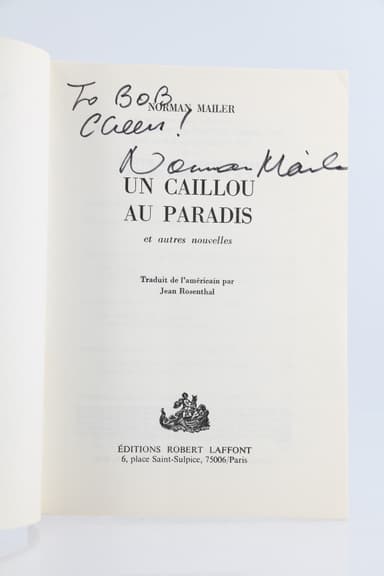 To BOB
NORMAN MAILER
Cheers!
Norman Mailer
UN CAILLOU
AU PARADIS
et autres nouvelles
Traduit de l'américain par
Jean Rosenthal
ÉDITIONS ROBERT LAFFONT
6, place Saint-Sulpice, 75006/Paris